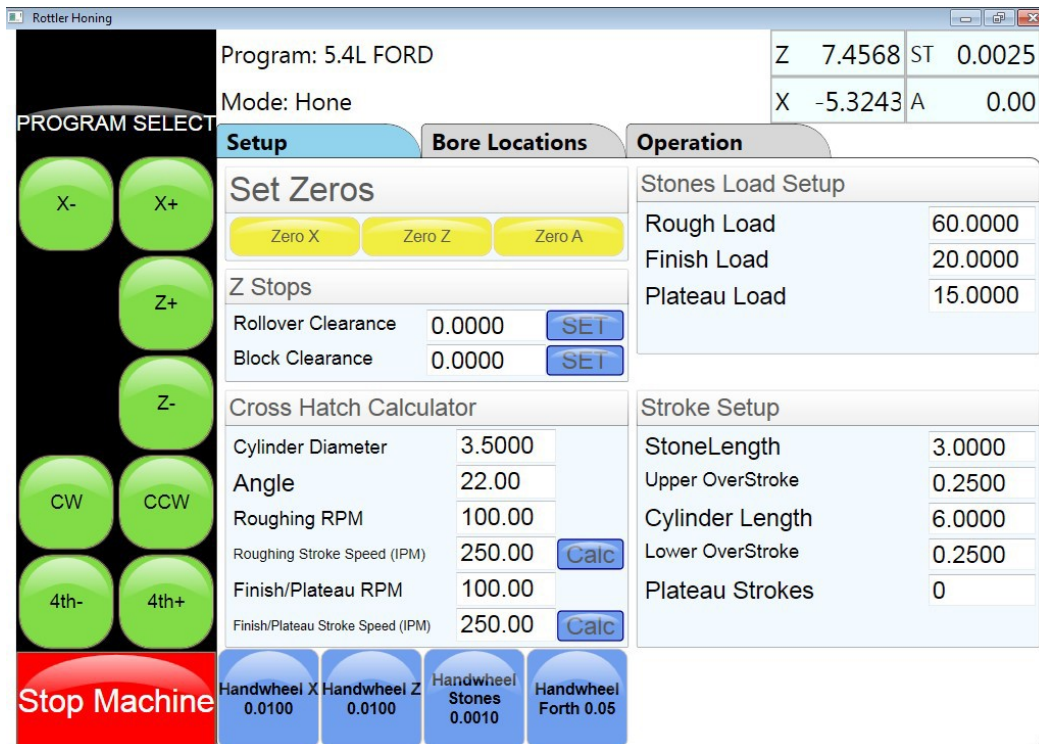 Rottler Honing
Program: 5.4L FORD
Z 7.4568 ST 0.0025
Mode: Hone
X -5.3243 A 0.00
PROGRAM SELECT
Setup Bore Locations Operation
X- X+
Z+
Z-
CW CCW
4th- 4th+
Stop Machine
Set Zeros
Zero X Zero Z Zero A
Z Stops
Rollover Clearance 0.0000 SET
Block Clearance 0.0000 SET
Cross Hatch Calculator
Cylinder Diameter 3.5000
Angle 22.00
Roughing RPM 100.00
Roughing Stroke Speed (IPM) 250.00 Calc
Finish/Plateau RPM 100.00
Finish/Plateau Stroke Speed (IPM) 250.00 Calc
Stones Load Setup
Rough Load 60.0000
Finish Load 20.0000
Plateau Load 15.0000
Stroke Setup
StoneLength 3.0000
Upper OverStroke 0.2500
Cylinder Length 6.0000
Lower OverStroke 0.2500
Plateau Strokes 0
Handwheel X
0.0100
Handwheel Z
0.0100
Handwheel
Stones
0.0010
Handwheel
Forth 0.05